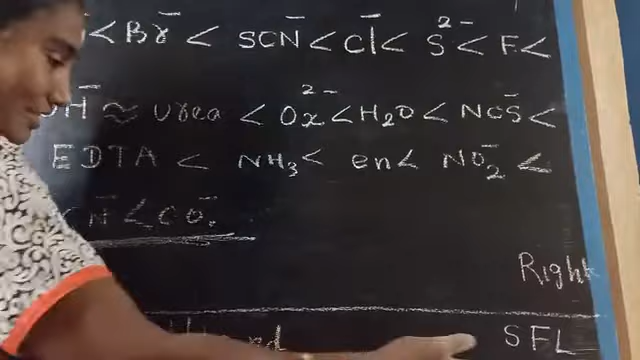 < Br⁻ < SCN⁻ < Cl⁻ < S²⁻ < F <
OH⁻ ≈ urea < Ox²⁻ < H₂O < NCS⁻ <
EDTA < NH₃ < en < NO₂⁻ <
CN⁻ < CO.
Right
SFL